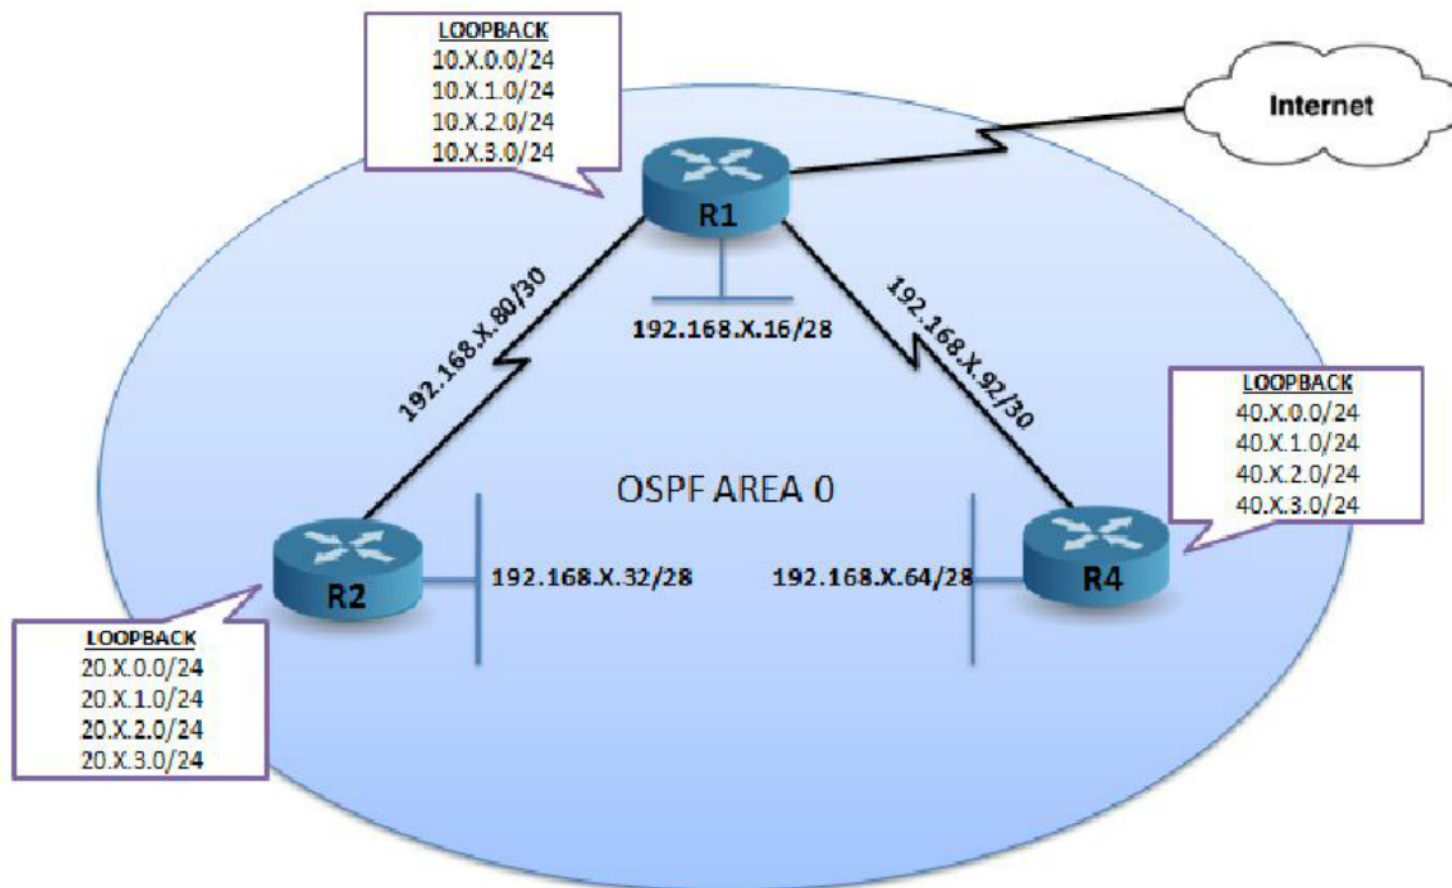 LOOPBACK
10.X.0.0/24
10.X.1.0/24
10.X.2.0/24
10.X.3.0/24
Internet
R1
192.168.X.80/30
192.168.X.16/28
192.168.X.92/30
LOOPBACK
40.X.0.0/24
40.X.1.0/24
40.X.2.0/24
40.X.3.0/24
OSPF AREA 0
R2
192.168.X.32/28
192.168.X.64/28
R4
LOOPBACK
20.X.0.0/24
20.X.1.0/24
20.X.2.0/24
20.X.3.0/24